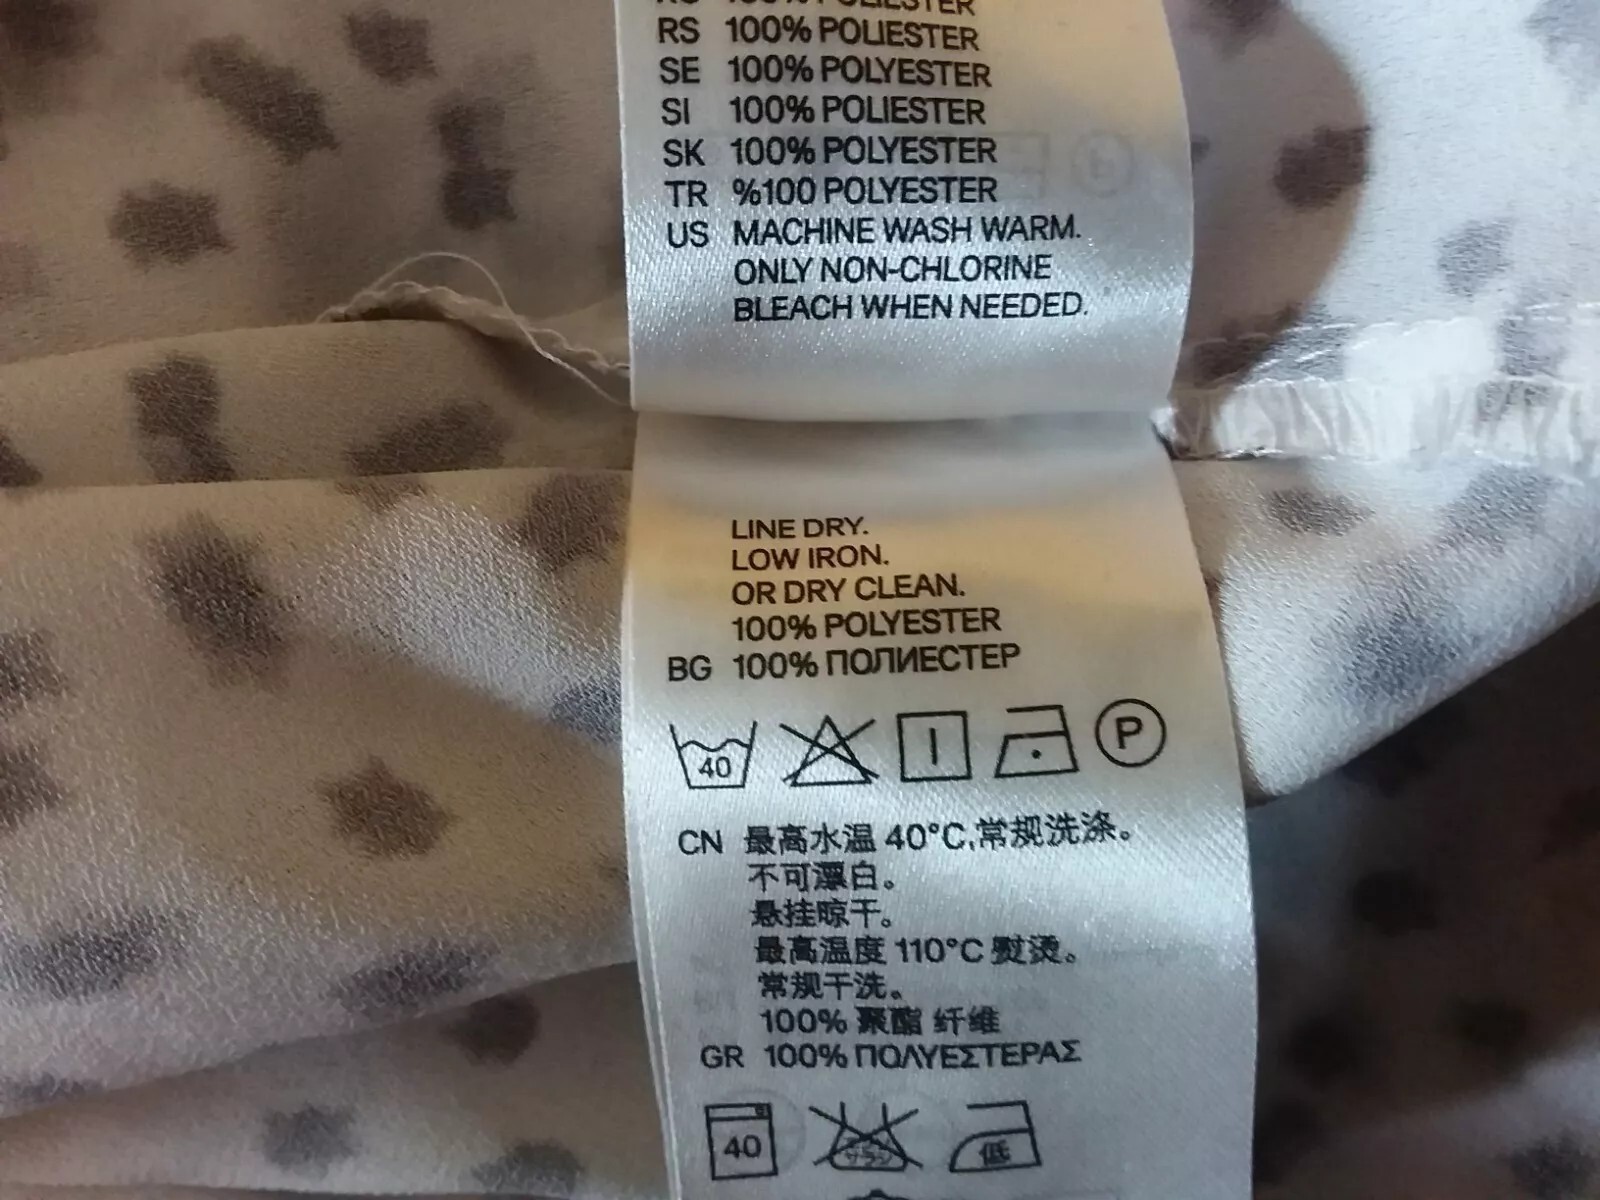 100% POLIESTER
RS 100% POLIESTER
SE 100% POLYESTER
SI 100% POLIESTER
SK 100% POLYESTER
TR %100 POLYESTER
US MACHINE WASH WARM.
ONLY NON-CHLORINE
BLEACH WHEN NEEDED.
LINE DRY.
LOW IRON.
OR DRY CLEAN.
100% POLYESTER
BG 100% ПОЛИЕСТЕР
40
P
CN 最高水温 40°C,常规洗涤。
不可漂白。
悬挂晾干。
最高温度 110°C 熨烫。
常规干洗。
100% 聚酯 纤维
GR 100% ΠΟΛΥΕΣΤΕΡΑΣ
40
低